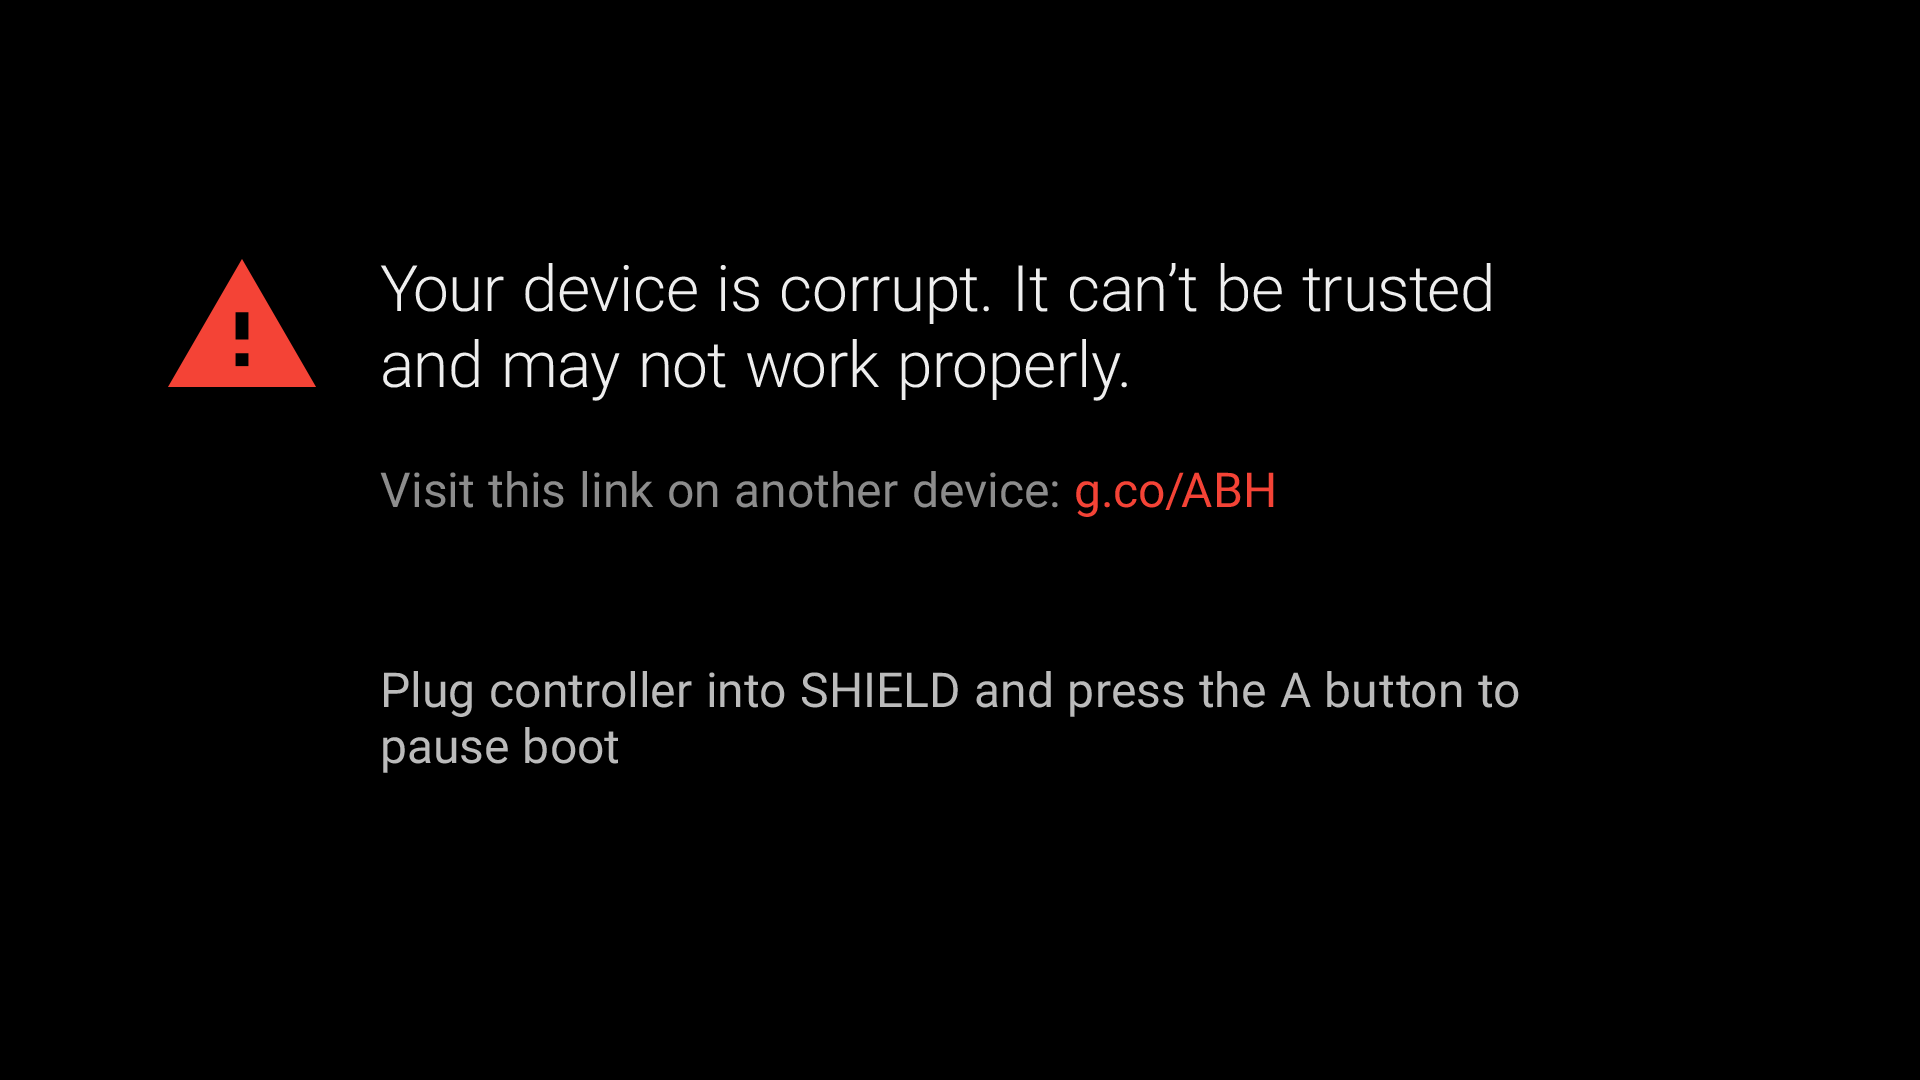 Your device is corrupt. It can’t be trusted
and may not work properly.
Visit this link on another device: g.co/ABH
Plug controller into SHIELD and press the A button to
pause boot